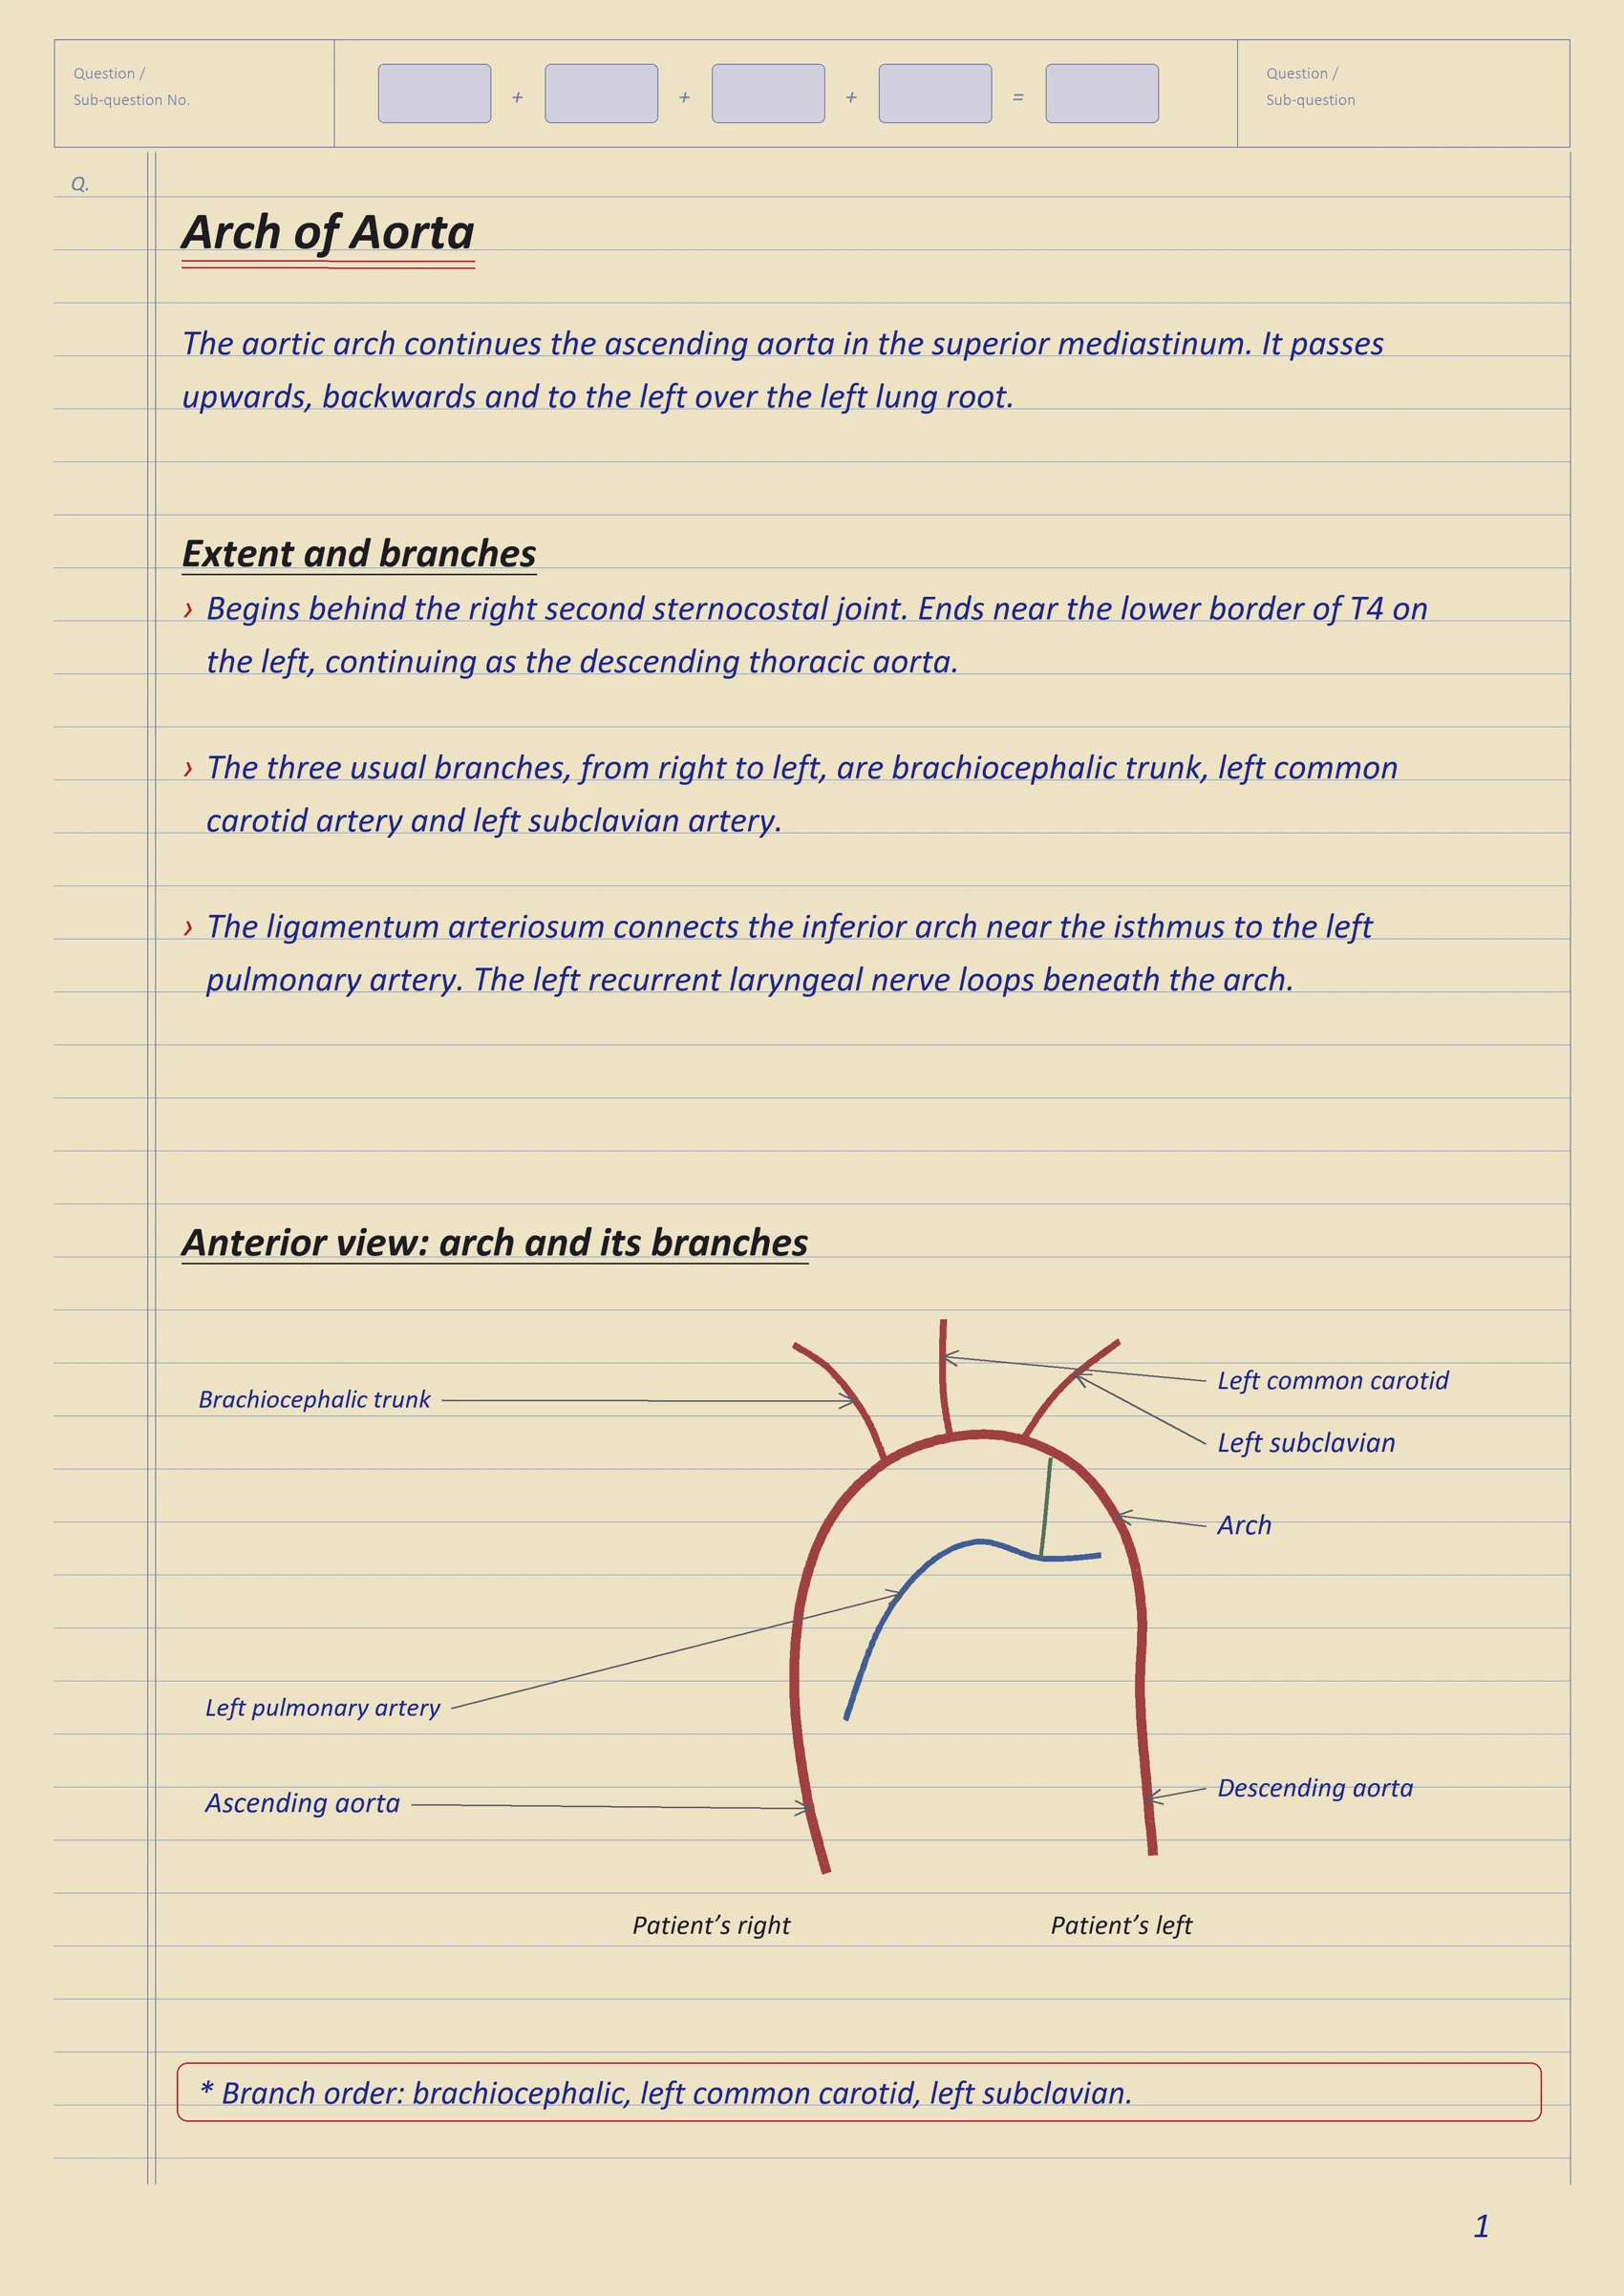 Question /
Sub-question No.
+ + + =
Question /
Sub-question
Q.
Arch of Aorta
The aortic arch continues the ascending aorta in the superior mediastinum. It passes
upwards, backwards and to the left over the left lung root.
Extent and branches
› Begins behind the right second sternocostal joint. Ends near the lower border of T4 on
the left, continuing as the descending thoracic aorta.
› The three usual branches, from right to left, are brachiocephalic trunk, left common
carotid artery and left subclavian artery.
› The ligamentum arteriosum connects the inferior arch near the isthmus to the left
pulmonary artery. The left recurrent laryngeal nerve loops beneath the arch.
Anterior view: arch and its branches
Left common carotid
Brachiocephalic trunk
Left subclavian
Arch
Left pulmonary artery
Descending aorta
Ascending aorta
Patient’s right
Patient’s left
* Branch order: brachiocephalic, left common carotid, left subclavian.
1